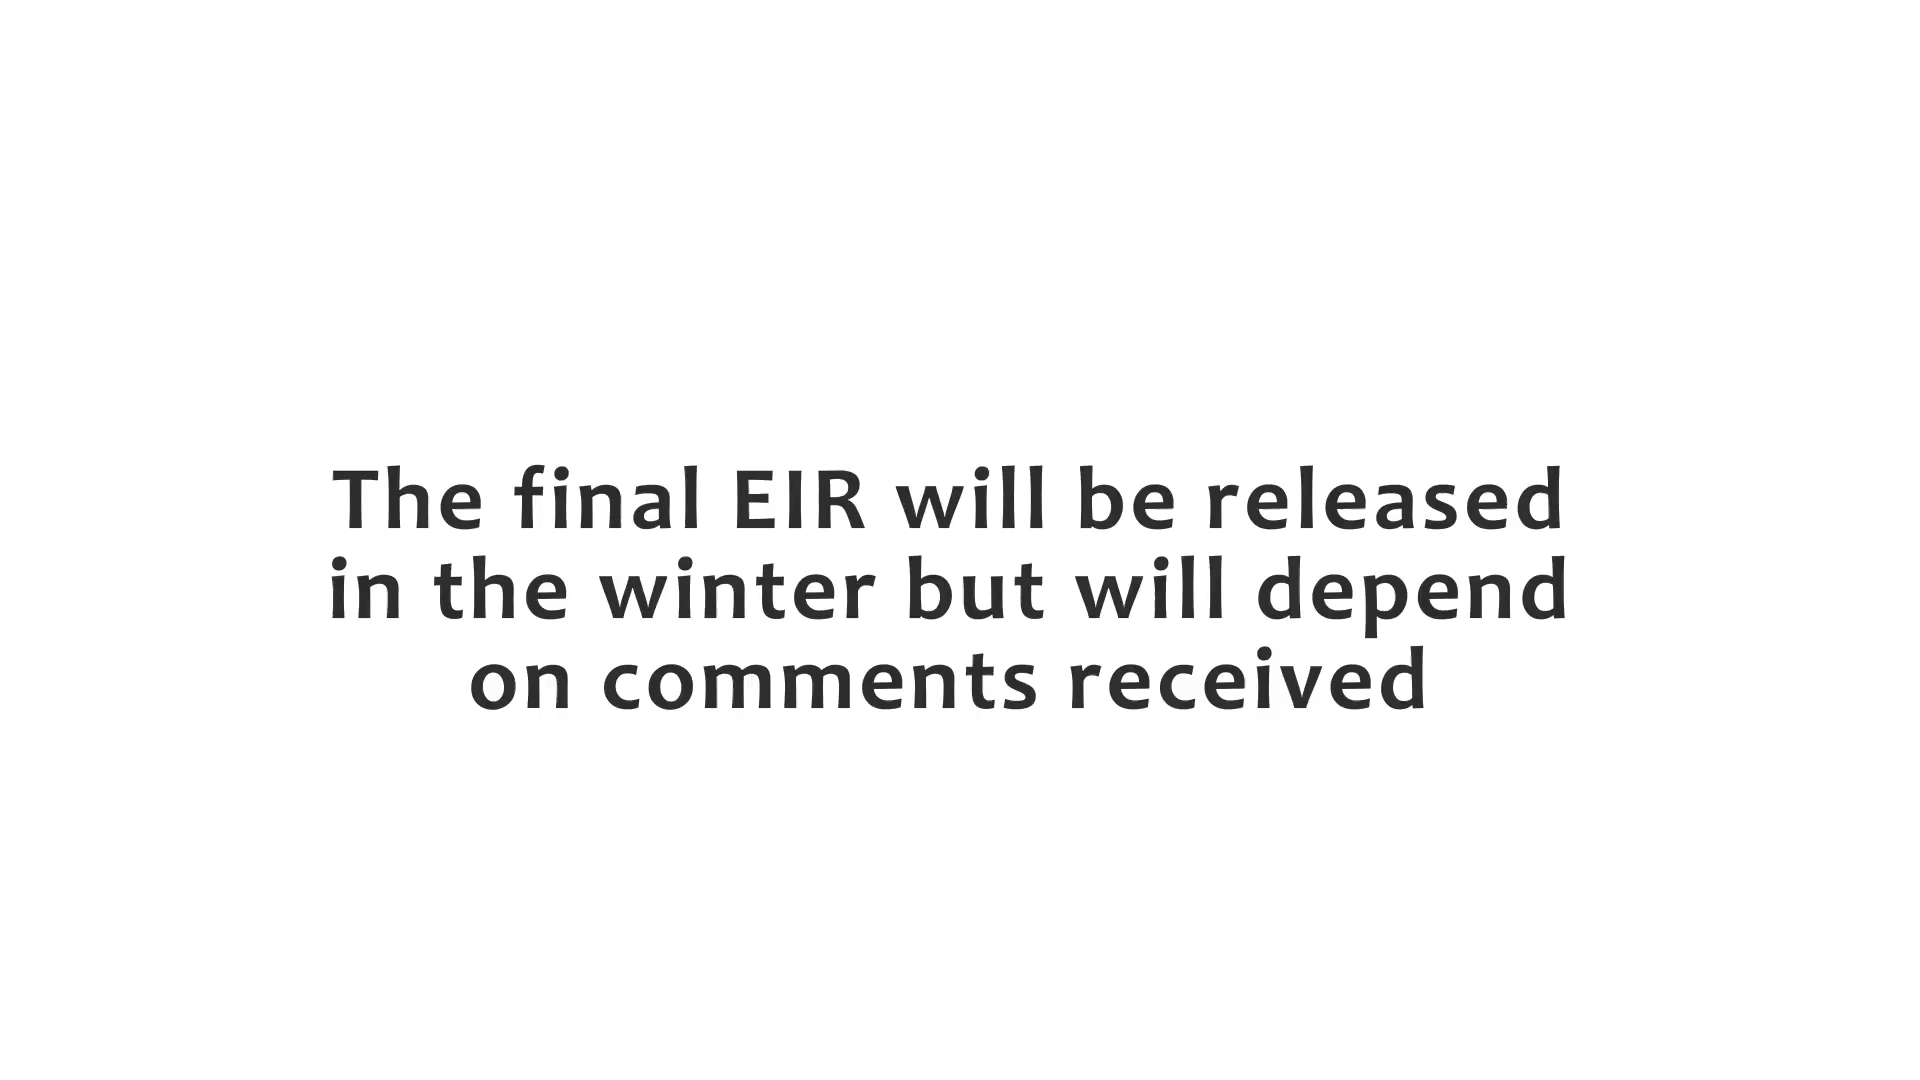 The final EIR will be released
in the winter but will depend
on comments received